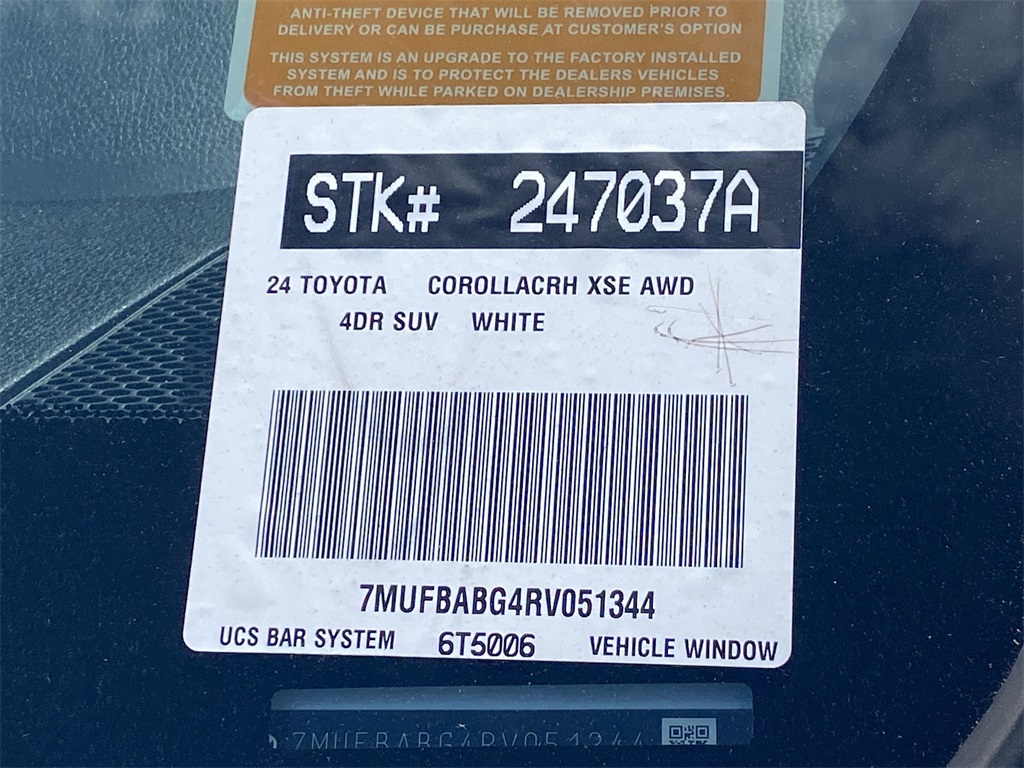 ANTI-THEFT DEVICE THAT WILL BE REMOVED PRIOR TO
DELIVERY OR CAN BE PURCHASE AT CUSTOMER'S OPTION
THIS SYSTEM IS AN UPGRADE TO THE FACTORY INSTALLED
SYSTEM AND IS TO PROTECT THE DEALERS VEHICLES
FROM THEFT WHILE PARKED ON DEALERSHIP PREMISES.
STK# 247037A
24 TOYOTA COROLLACRH XSE AWD
4DR SUV WHITE
7MUFBABG4RV051344
UCS BAR SYSTEM 6T5006 VEHICLE WINDOW
7MUFBABG4RV051344